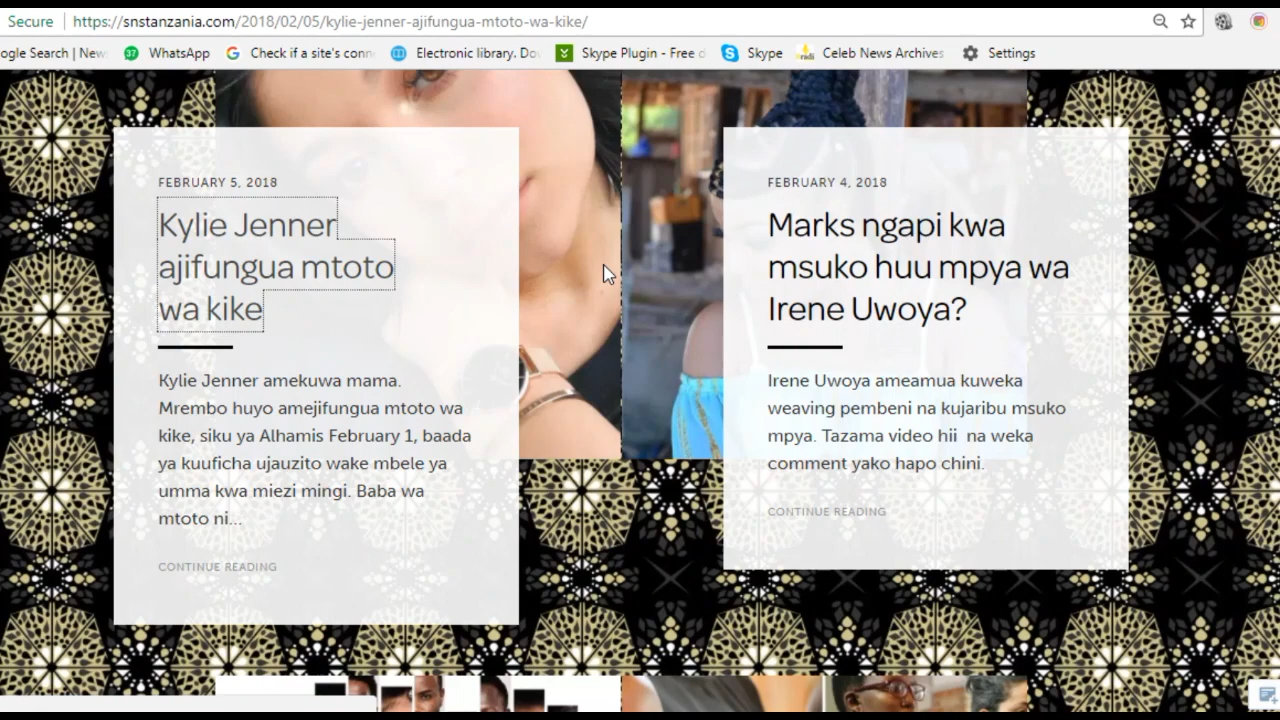 Secure https://snstanzania.com/2018/02/05/kylie-jenner-ajifungua-mtoto-wa-kike/
ogle Search | New 37 WhatsApp Check if a site's conn Electronic library. Do Skype Plugin - Free d Skype Celeb News Archives Settings
FEBRUARY 5, 2018
Kylie Jenner
ajifungua mtoto
wa kike
Kylie Jenner amekuwa mama.
Mrembo huyo amejifungua mtoto wa
kike, siku ya Alhamis February 1, baada
ya kuuficha ujauzito wake mbele ya
umma kwa miezi mingi. Baba wa
mtoto ni...
CONTINUE READING
FEBRUARY 4, 2018
Marks ngapi kwa
msuko huu mpya wa
Irene Uwoya?
Irene Uwoya ameamua kuweka
weaving pembeni na kujaribu msuko
mpya. Tazama video hii na weka
comment yako hapo chini.
CONTINUE READING